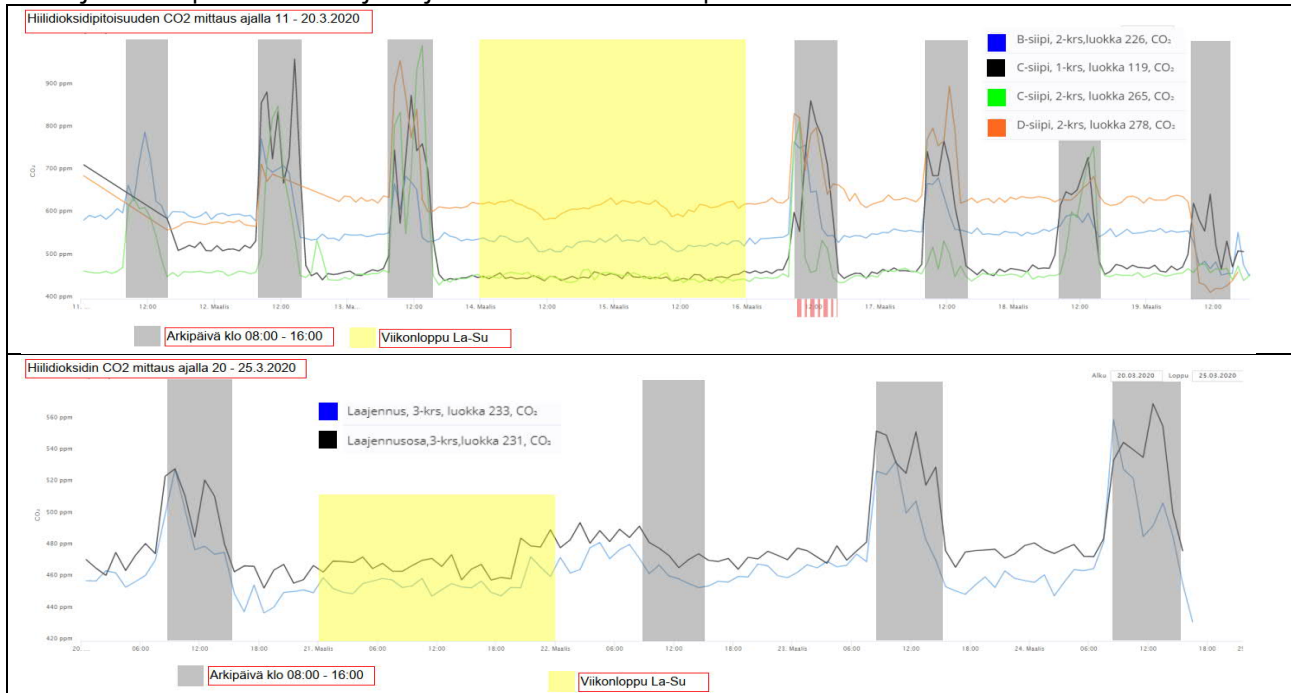 Hiilidioksidipitoisuuden CO2 mittaus ajalla 11 - 20.3.2020
B-siipi, 2-krs,luokka 226, CO₂
C-siipi, 1-krs, luokka 119, CO₂
C-siipi, 2-krs, luokka 265, CO₂
D-siipi, 2-krs, luokka 278, CO₂
900 ppm
800 ppm
700 ppm
600 ppm
500 ppm
400 ppm
CO₂
11. ... 12:00 12. Maalis 12:00 13. Ma... 12:00 14. Maalis 12:00 15. Maalis 12:00 16. Maalis 12:00 17. Maalis 12:00 18. Maalis 12:00 19. Maalis 12:00
Arkipäivä klo 08:00 - 16:00 Viikonloppu La-Su
Hiilidioksidin CO2 mittaus ajalla 20 - 25.3.2020
Alku 20.03.2020 Loppu 25.03.2020
Laajennus, 3-krs, luokka 233, CO₂
Laajennusosa,3-krs,luokka 231, CO₂
560 ppm
540 ppm
520 ppm
500 ppm
480 ppm
460 ppm
440 ppm
420 ppm
CO₂
20. ... 06:00 12:00 18:00 21. Maalis 06:00 12:00 18:00 22. Maalis 06:00 12:00 18:00 23. Maalis 06:00 12:00 18:00 24. Maalis 06:00 12:00 18:00
Arkipäivä klo 08:00 - 16:00 Viikonloppu La-Su